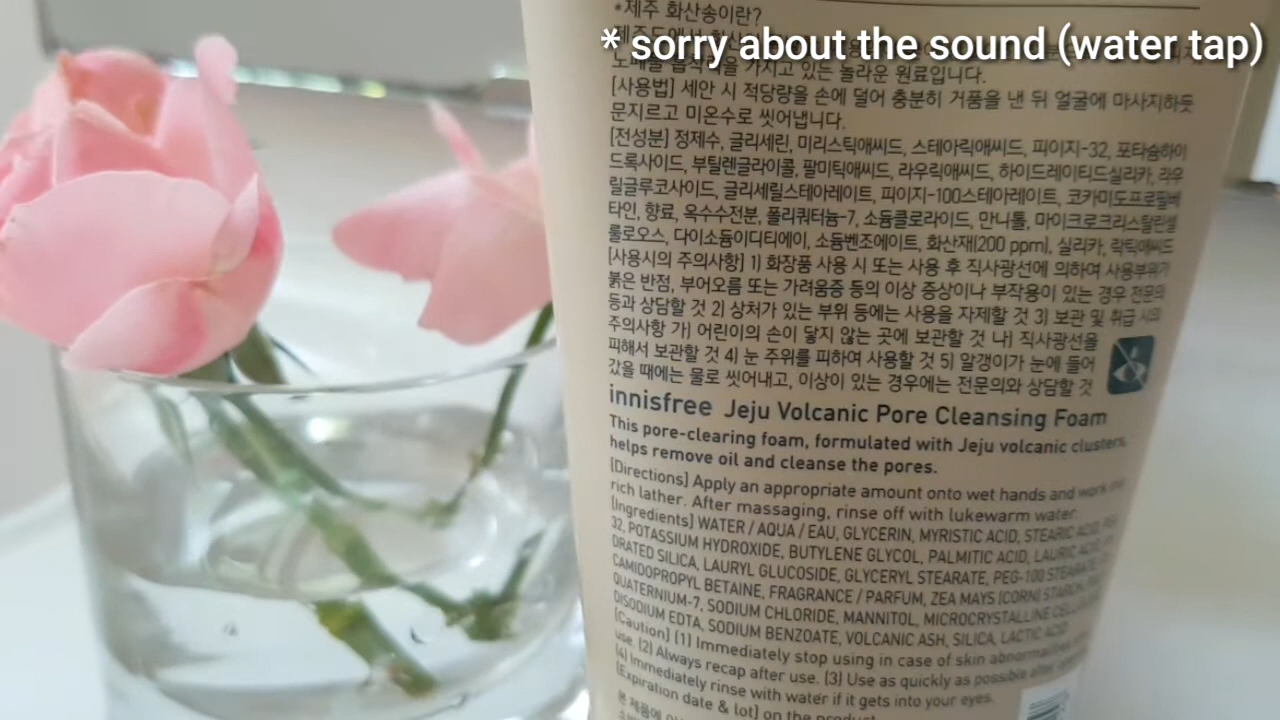 *제주 화산송이란?
* sorry about the sound (water tap)
노폐물 흡착력을 가지고 있는 놀라운 원료입니다.
[사용법] 세안 시 적당량을 손에 덜어 충분히 거품을 낸 뒤 얼굴에 마사지하듯
문지르고 미온수로 씻어냅니다.
[전성분] 정제수, 글리세린, 미리스틱애씨드, 스테아릭애씨드, 피이지-32, 포타슘하이
드록사이드, 부틸렌글라이콜, 팔미틱애씨드, 라우릭애씨드, 하이드레이티드실리카, 라우
릴글루코사이드, 글리세릴스테아레이트, 피이지-100스테아레이트, 코카미도프로필베
타인, 향료, 옥수수전분, 폴리쿼터늄-7, 소듐클로라이드, 만니톨, 마이크로크리스탈린셀
룰로오스, 다이소듐이디티에이, 소듐벤조에이트, 화산재(200 ppm), 실리카, 락틱애씨드
[사용시의 주의사항] 1) 화장품 사용 시 또는 사용 후 직사광선에 의하여 사용부위가
붉은 반점, 부어오름 또는 가려움증 등의 이상 증상이나 부작용이 있는 경우 전문의
등과 상담할 것 2) 상처가 있는 부위 등에는 사용을 자제할 것 3) 보관 및 취급 시의
주의사항 가) 어린이의 손이 닿지 않는 곳에 보관할 것 나) 직사광선을
피해서 보관할 것 4) 눈 주위를 피하여 사용할 것 5) 알갱이가 눈에 들어
갔을 때에는 물로 씻어내고, 이상이 있는 경우에는 전문의와 상담할 것
innisfree Jeju Volcanic Pore Cleansing Foam
This pore-clearing foam, formulated with Jeju volcanic clusters,
helps remove oil and cleanse the pores.
[Directions] Apply an appropriate amount onto wet hands and work
rich lather. After massaging, rinse off with lukewarm water.
[Ingredients] WATER / AQUA / EAU, GLYCERIN, MYRISTIC ACID, STEARIC ACID,
32, POTASSIUM HYDROXIDE, BUTYLENE GLYCOL, PALMITIC ACID, LAURIC
DRATED SILICA, LAURYL GLUCOSIDE, GLYCERYL STEARATE, PEG-100 STEARATE
CAMIDOPROPYL BETAINE, FRAGRANCE / PARFUM, ZEA MAYS (CORN) STARCH,
QUATERNIUM-7, SODIUM CHLORIDE, MANNITOL, MICROCRYSTALLINE
DISODIUM EDTA, SODIUM BENZOATE, VOLCANIC ASH, SILICA, LACTIC ACID
[Caution] (1) Immediately stop using in case of skin
use. (2) Always recap after use. (3) Use as quickly as possible after
(4) Immediately rinse with water if it gets into your eyes.
[Expiration date & lot] on the product
본 제품에